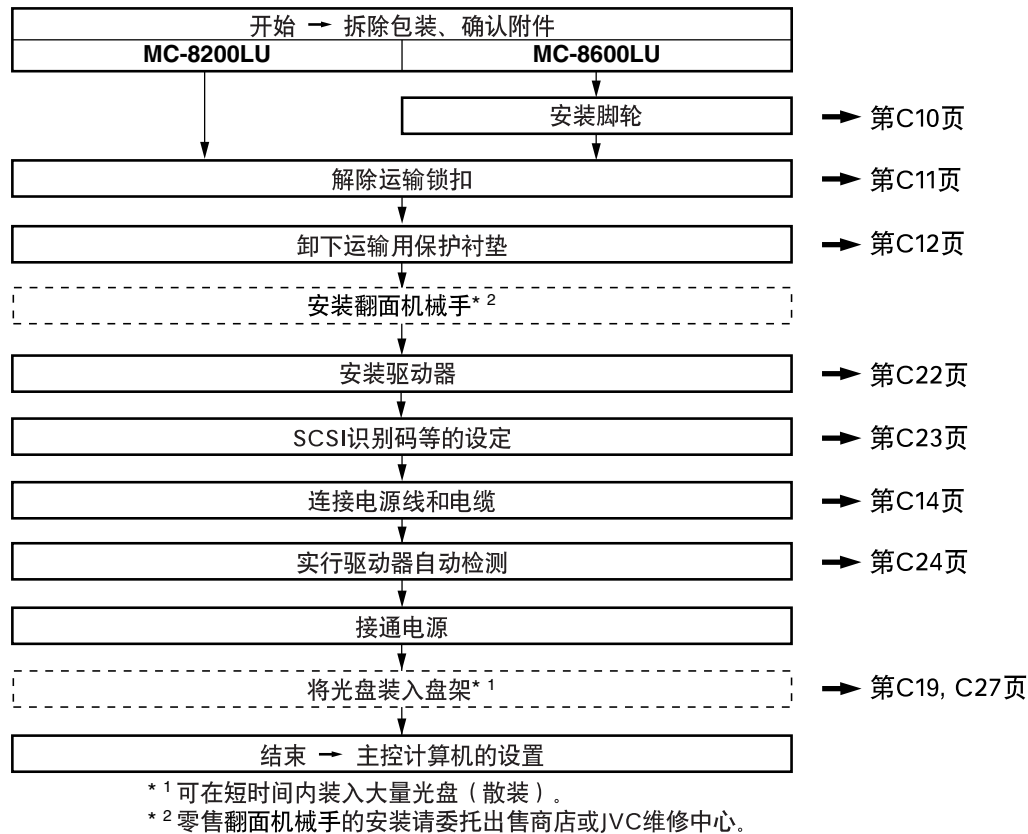 开始 → 拆除包装、确认附件
MC-8200LU MC-8600LU
安装脚轮 → 第C10页
解除运输锁扣 → 第C11页
卸下运输用保护衬垫 → 第C12页
安装翻面机械手* 2
安装驱动器 → 第C22页
SCSI识别码等的设定 → 第C23页
连接电源线和电缆 → 第C14页
实行驱动器自动检测 → 第C24页
接通电源
将光盘装入盘架* 1 → 第C19, C27页
结束 → 主控计算机的设置
* 1 可在短时间内装入大量光盘（散装）。
* 2 零售翻面机械手的安装请委托出售商店或JVC维修中心。